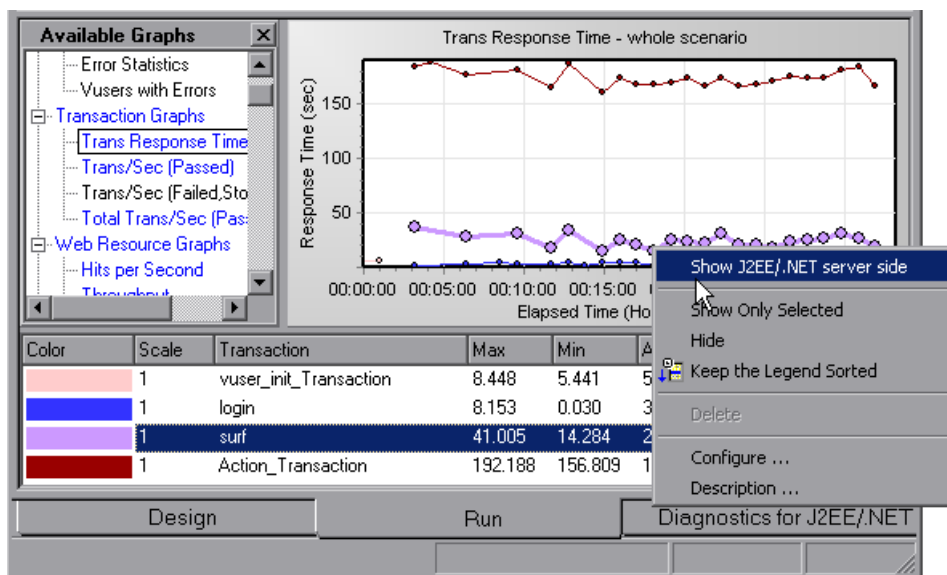 Available Graphs
Error Statistics
Vusers with Errors
Transaction Graphs
Trans Response Time
Trans/Sec (Passed)
Trans/Sec (Failed,Sto
Total Trans/Sec (Pas
Web Resource Graphs
Hits per Second
Throughput
Trans Response Time - whole scenario
Response Time (sec)
150
100
50
00:00:00 00:05:00 00:10:00 00:15:00
Elapsed Time (Ho
Color Scale Transaction Max Min A
1 vuser_init_Transaction 8.448 5.441 5
1 login 8.153 0.030 3
1 surf 41.005 14.284 2
1 Action_Transaction 192.188 156.809 1
Show J2EE/.NET server side
Show Only Selected
Hide
Keep the Legend Sorted
Delete
Configure ...
Description ...
Design Run Diagnostics for J2EE/.NET